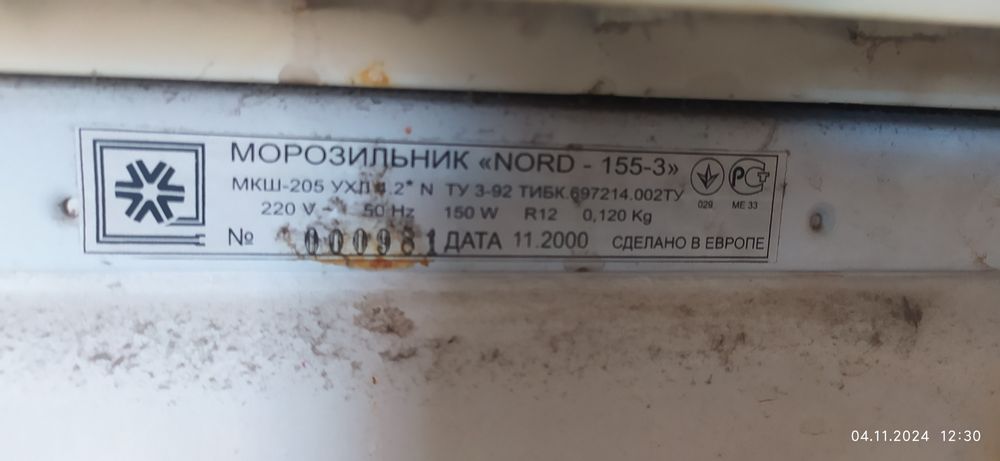 МОРОЗИЛЬНИК «NORD - 155-3»
МКШ-205 УХЛ 4.2* N ТУ 3-92 ТИБК.697214.002ТУ
220 V ~ 50 Hz 150 W R12 0,120 Kg
№ 000981 ДАТА 11.2000 СДЕЛАНО В ЕВРОПЕ
029
РСТ
МЕ 33
04.11.2024 12:30